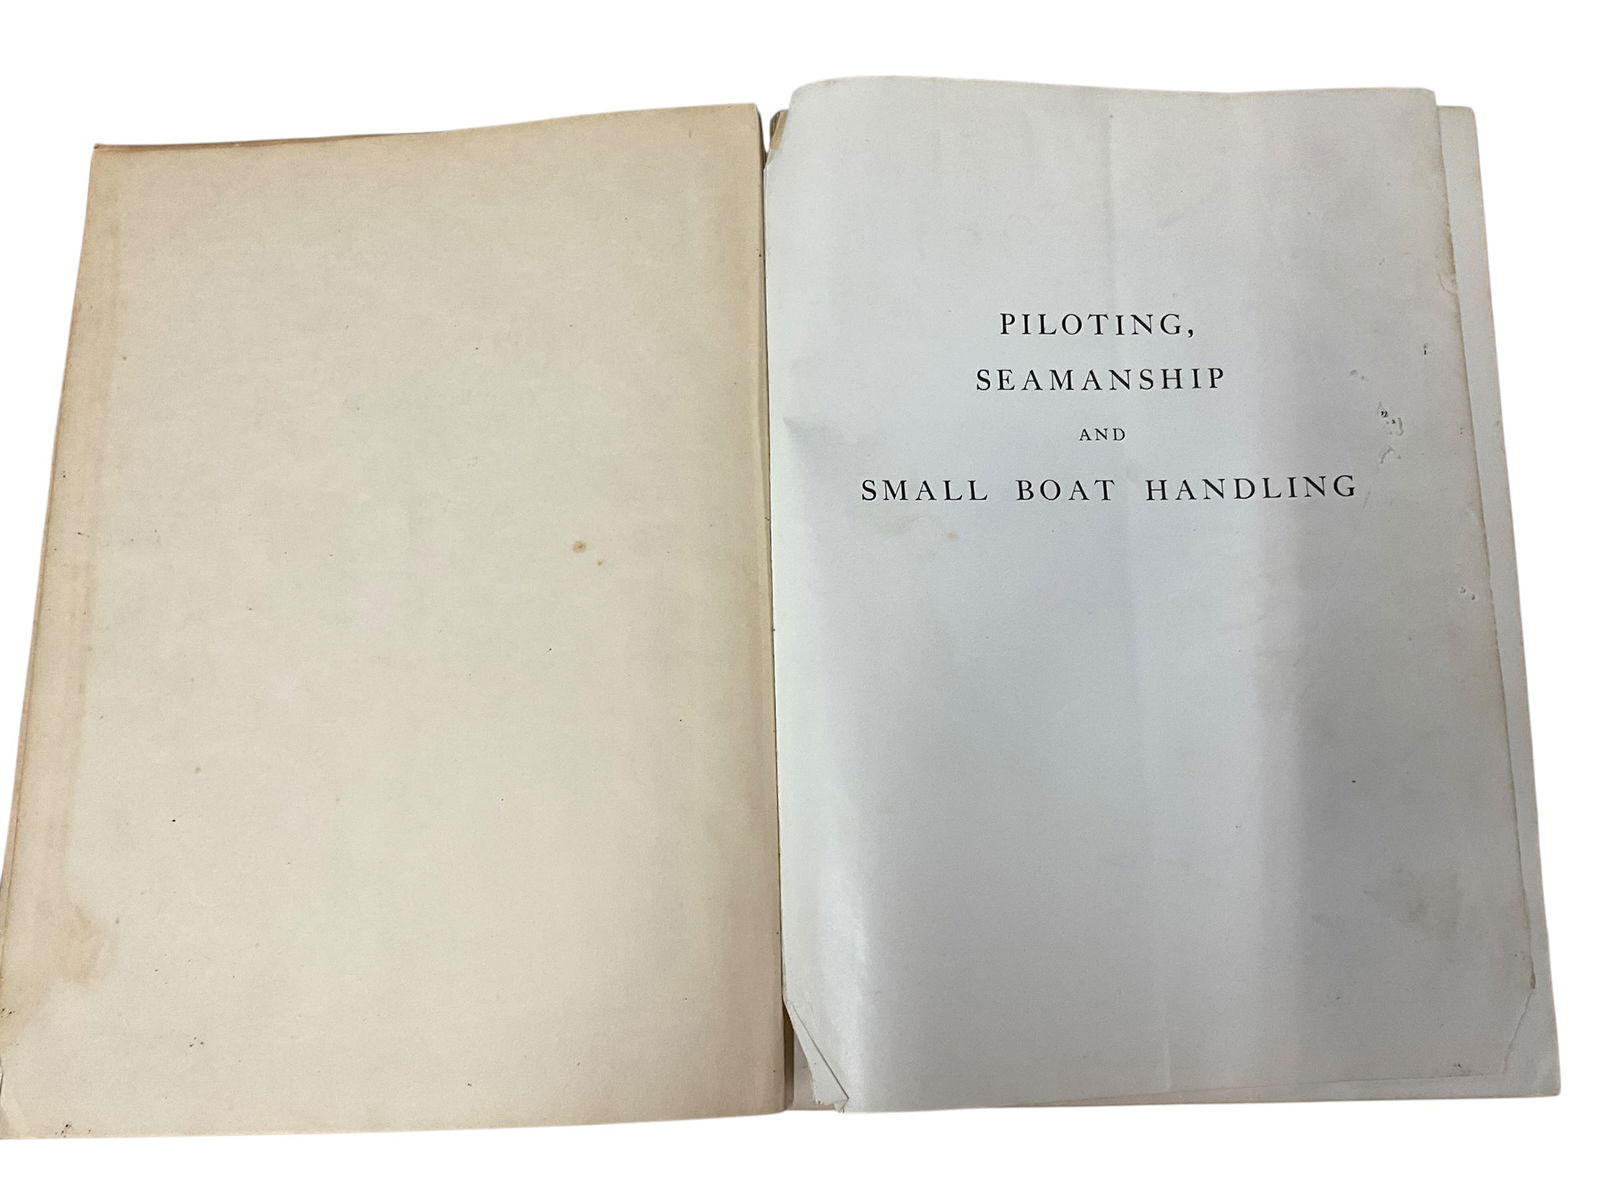 PILOTING,
SEAMANSHIP
AND
SMALL BOAT HANDLING